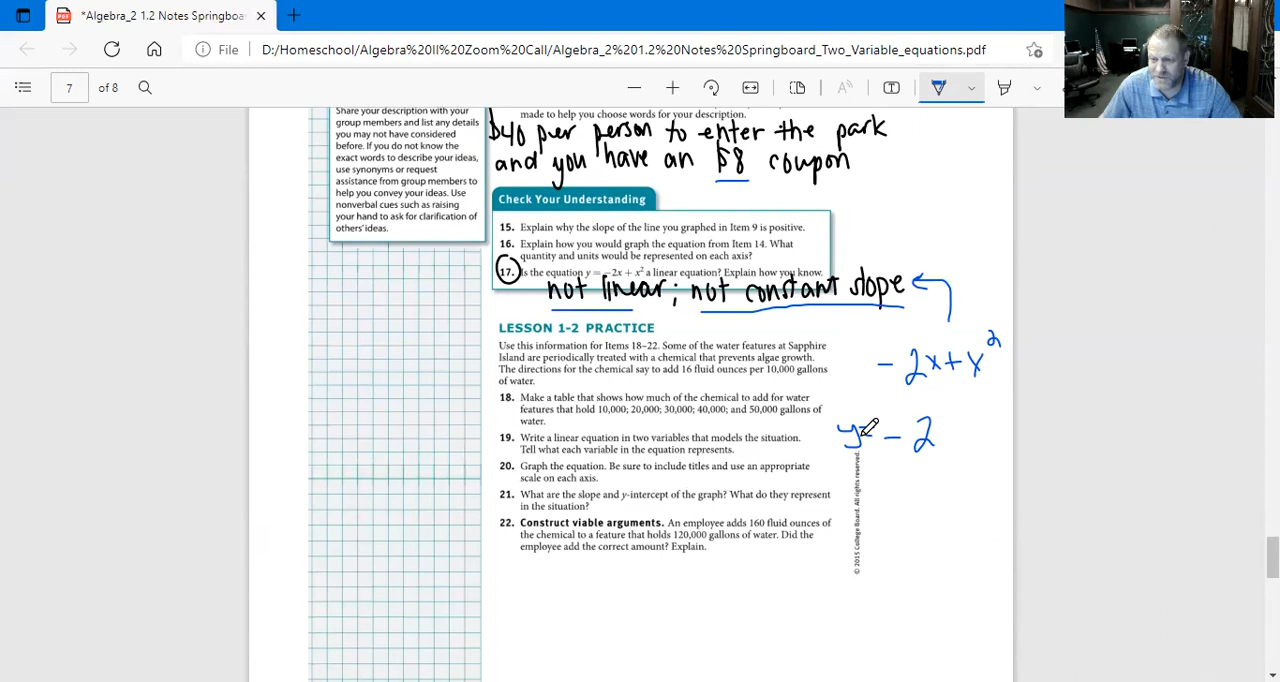 *Algebra_2 1.2 Notes Springboa
File D:/Homeschool/Algebra%20II%20Zoom%20Call/Algebra_2%201.2%20Notes%20Springboard_Two_Variable_equations.pdf
7 of 8
Share your description with your
group members and list any details
you may not have considered
before. If you do not know the
exact words to describe your ideas,
use synonyms or request
assistance from group members to
help you convey your ideas. Use
nonverbal cues such as raising
your hand to ask for clarification of
others' ideas.
made to help you choose words for your description.
$40 per person to enter the park
and you have an $8 coupon
Check Your Understanding
15. Explain why the slope of the line you graphed in Item 9 is positive.
16. Explain how you would graph the equation from Item 14. What
quantity and units would be represented on each axis?
17. Is the equation y = −2x + x² a linear equation? Explain how you know.
not linear; not constant slope
LESSON 1-2 PRACTICE
Use this information for Items 18–22. Some of the water features at Sapphire
Island are periodically treated with a chemical that prevents algae growth.
The directions for the chemical say to add 16 fluid ounces per 10,000 gallons
of water.
18. Make a table that shows how much of the chemical to add for water
features that hold 10,000; 20,000; 30,000; 40,000; and 50,000 gallons of
water.
19. Write a linear equation in two variables that models the situation.
Tell what each variable in the equation represents.
20. Graph the equation. Be sure to include titles and use an appropriate
scale on each axis.
21. What are the slope and y-intercept of the graph? What do they represent
in the situation?
22. Construct viable arguments. An employee adds 160 fluid ounces of
the chemical to a feature that holds 120,000 gallons of water. Did the
employee add the correct amount? Explain.
- 2x + x²
y= - 2
© 2015 College Board. All rights reserved.